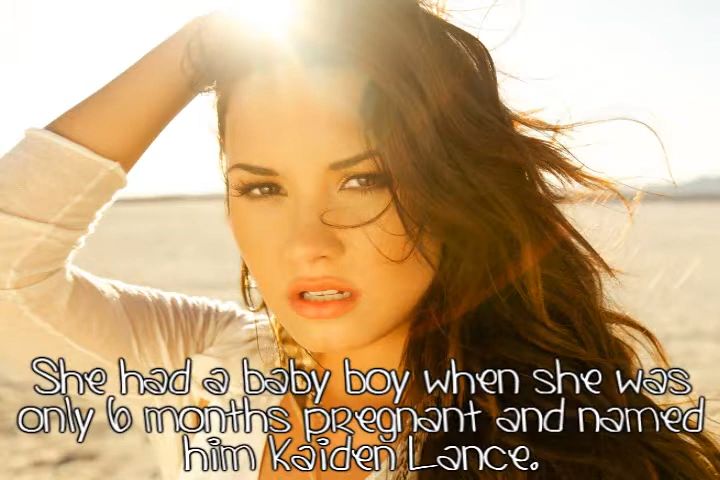 She had a baby boy when she was
only 6 months pregnant and named
him Kaiden Lance.